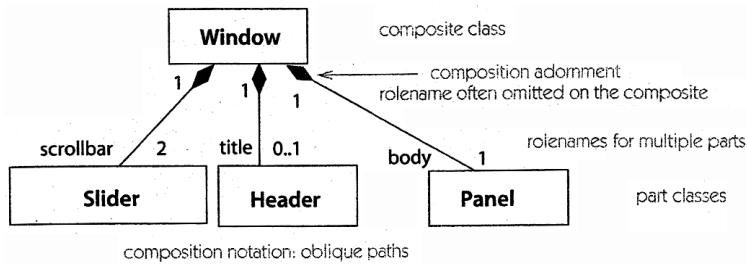 Window
composite class
1
1
1
composition adornment
rolename often omitted on the composite
scrollbar
2
title
0..1
body
1
rolenames for multiple parts
Slider
Header
Panel
part classes
composition notation: oblique paths